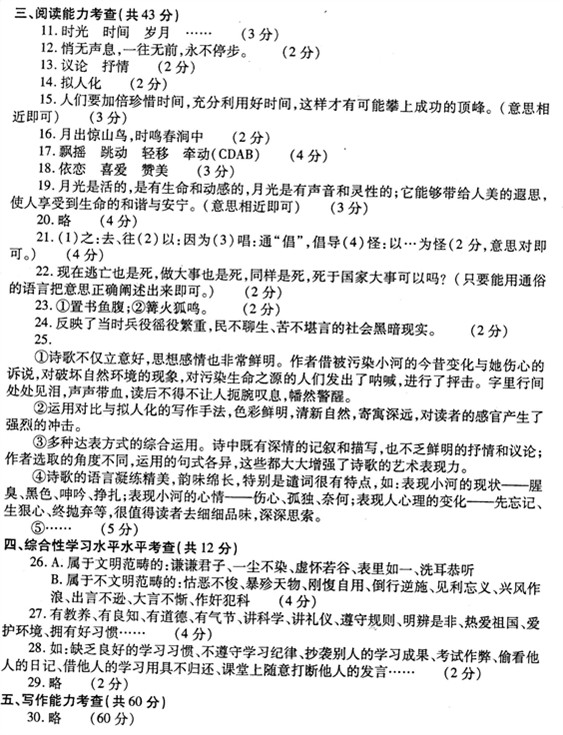 三、阅读能力考查(共43分)
11.时光 时间 岁月 …… (3分)
12.悄无声息,一往无前,永不停步。 (2分)
13.议论 抒情 (2分)
14.拟人化 (2分)
15.人们要加倍珍惜时间,充分利用好时间,这样才有可能攀上成功的顶峰。(意思相
近即可) (3分)
16.月出惊山鸟,时鸣春涧中 (2分)
17.飘摇 跳动 轻移 牵动(CDAB) (4分)
18.依恋 喜爱 赞美 (3分)
19.月光是活的,是有生命和动感的,月光是有声音和灵性的;它能够带给人美的遐思,
使人享受到生命的和谐与安宁。(意思相近即可) (3分)
20.略 (4分)
21.(1)之:去、往(2)以:因为(3)唱:通“倡”,倡导(4)怪:以…为怪(2分,意思对即
可。) (4分)
22.现在逃亡也是死,做大事也是死,同样是死,死于国家大事可以吗?(只要能用通俗
的语言把意思正确阐述出来即可。) (2分)
23.①置书鱼腹;②篝火狐鸣。 (2分)
24.反映了当时兵役徭役繁重,民不聊生、苦不堪言的社会黑暗现实。 (2分)
25.
①诗歌不仅立意好,思想感情也非常鲜明。作者借被污染小河的今昔变化与她伤心的
诉说,对破坏自然环境的现象,对污染生命之源的人们发出了呐喊,进行了抨击。字里行间
处处见泪,声声带血,读后不得不让人扼腕叹息,幡然警醒。
②运用对比与拟人化的写作手法,色彩鲜明,清新自然,寄寓深远,对读者的感官产生了
强烈的冲击。
③多种达表方式的综合运用。诗中既有深情的记叙和描写,也不乏鲜明的抒情和议论;
作者选取的角度不同,运用的句式各异,这些都大大增强了诗歌的艺术表现力。
④诗歌的语言凝练精美,韵味绵长,特别是谴词很有特点,如:表现小河的现状——腥
臭、黑色、呻吟、挣扎;表现小河的心情——伤心、孤独、奈何;表现人心理的变化——先忘记、
生狠心、终抛弃等,很值得读者去细细品味,深深思索。
⑤…… (5分)
四、综合性学习水平水平考查(共12分)
26.A.属于文明范畴的:谦谦君子、一尘不染、虚怀若谷、表里如一、洗耳恭听
B.属于不文明范畴的:怙恶不悛、暴殄天物、刚愎自用、倒行逆施、见利忘义、兴风作
浪、出言不逊、大言不惭、作奸犯科 (4分)
27.有教养、有良知、有道德、有气节、讲科学、讲礼仪、遵守规则、明辨是非、热爱祖国、爱
护环境、拥有好习惯…… (4分)
28.如:缺乏良好的学习习惯、不遵守学习纪律、抄袭别人的学习成果、考试作弊、偷看他
人的日记、借他人的学习用具不归还、课堂上随意打断他人的发言…… (2分)
29.略 (2分)
五、写作能力考查(共60分)
30.略 (60分)